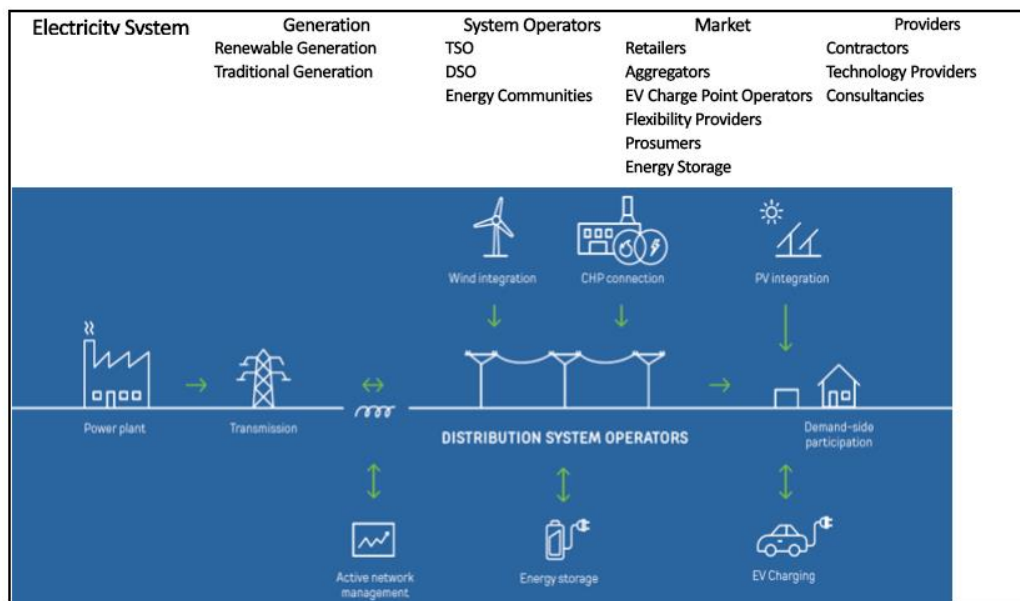 Electricity System
Generation
Renewable Generation
Traditional Generation
System Operators
TSO
DSO
Energy Communities
Market
Retailers
Aggregators
EV Charge Point Operators
Flexibility Providers
Prosumers
Energy Storage
Providers
Contractors
Technology Providers
Consultancies
Wind integration
CHP connection
PV integration
Power plant
Transmission
DISTRIBUTION SYSTEM OPERATORS
Demand-side
participation
Active network
management
Energy storage
EV Charging